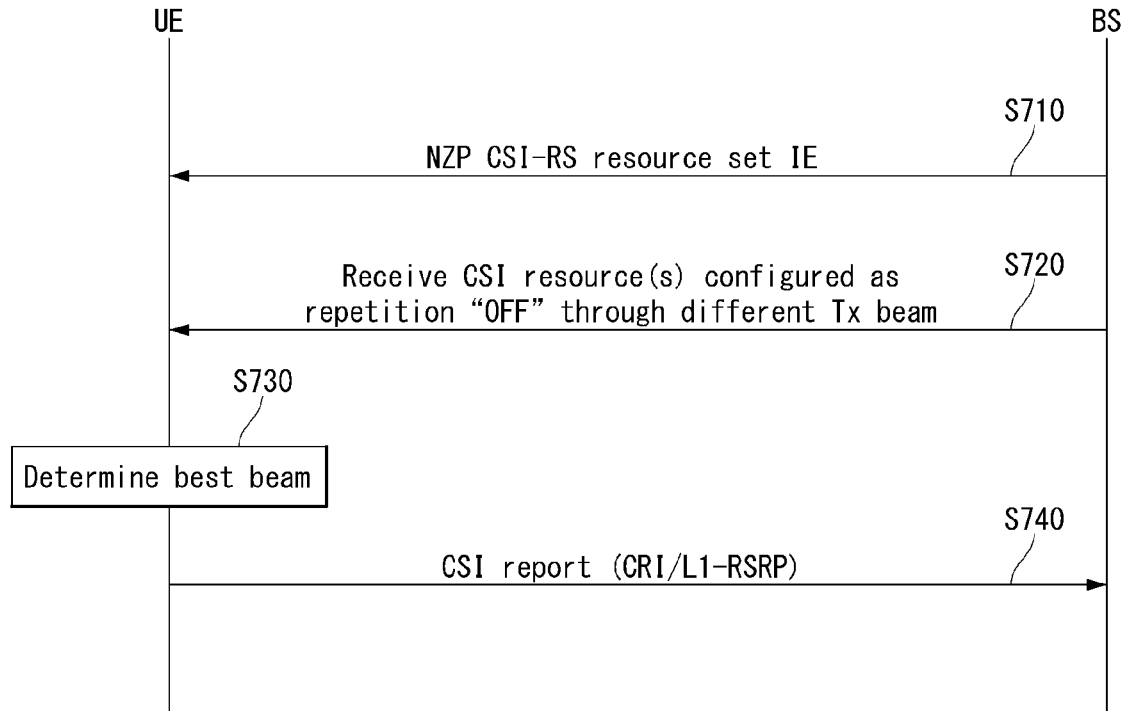 UE
BS
S710
NZP CSI-RS resource set IE
S720
Receive CSI resource(s) configured as
repetition “OFF” through different Tx beam
S730
Determine best beam
S740
CSI report (CRI/L1-RSRP)